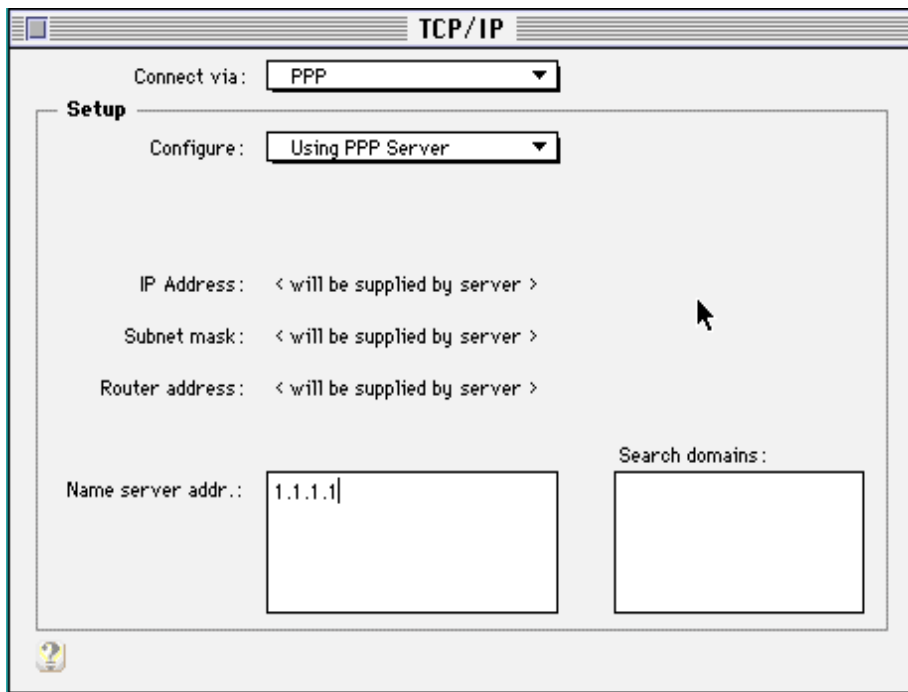 TCP/IP
Connect via: PPP
Setup
Configure: Using PPP Server
IP Address: < will be supplied by server >
Subnet mask: < will be supplied by server >
Router address: < will be supplied by server >
Search domains:
Name server addr.: 1.1.1.1
?